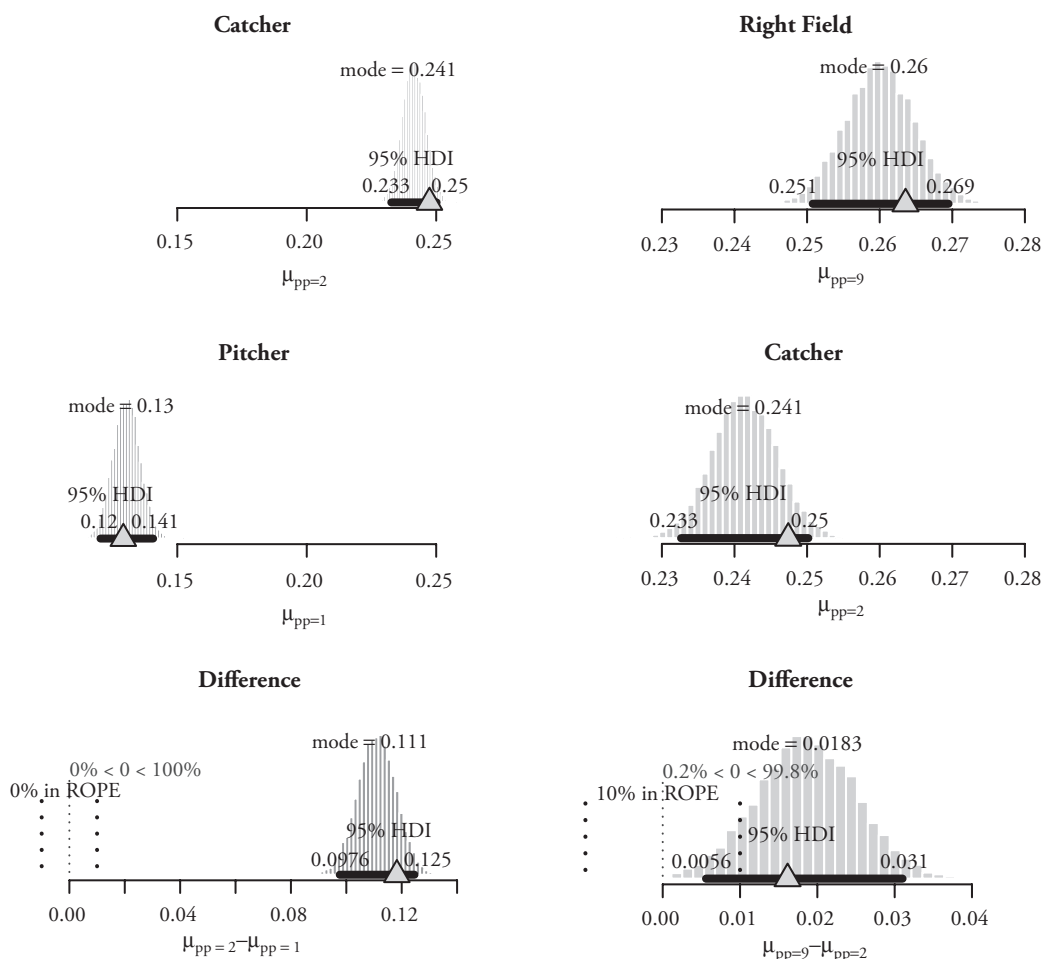 Catcher
mode = 0.241
95% HDI
0.233 0.25
0.15 0.20 0.25
μpp=2
Right Field
mode = 0.26
95% HDI
0.251 0.269
0.23 0.24 0.25 0.26 0.27 0.28
μpp=9
Pitcher
mode = 0.13
95% HDI
0.12 0.141
0.15 0.20 0.25
μpp=1
Catcher
mode = 0.241
95% HDI
0.233 0.25
0.23 0.24 0.25 0.26 0.27 0.28
μpp=2
Difference
mode = 0.111
0% < 0 < 100%
0% in ROPE
95% HDI
0.0976 0.125
0.00 0.04 0.08 0.12
μpp = 2–μpp = 1
Difference
mode = 0.0183
0.2% < 0 < 99.8%
10% in ROPE
95% HDI
0.0056 0.031
0.00 0.01 0.02 0.03 0.04
μpp=9–μpp=2